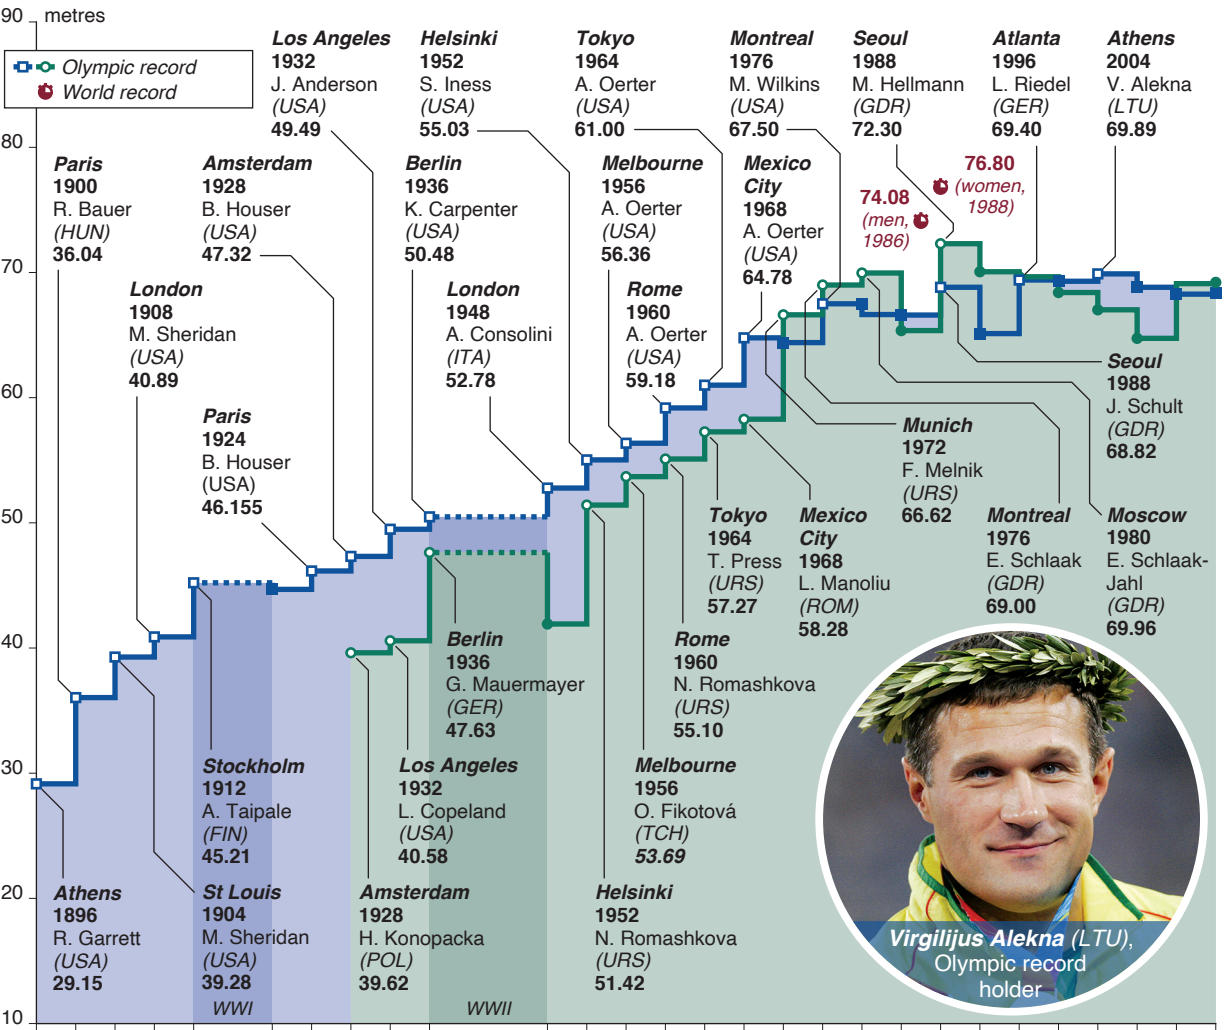 90
metres
Olympic record
World record
80
70
60
50
40
30
20
10
Los Angeles
1932
J. Anderson
(USA)
49.49
Helsinki
1952
S. Iness
(USA)
55.03
Tokyo
1964
A. Oerter
(USA)
61.00
Montreal
1976
M. Wilkins
(USA)
67.50
Seoul
1988
M. Hellmann
(GDR)
72.30
Atlanta
1996
L. Riedel
(GER)
69.40
Athens
2004
V. Alekna
(LTU)
69.89
Paris
1900
R. Bauer
(HUN)
36.04
Amsterdam
1928
B. Houser
(USA)
47.32
Berlin
1936
K. Carpenter
(USA)
50.48
Melbourne
1956
A. Oerter
(USA)
56.36
Mexico
City
1968
A. Oerter
(USA)
64.78
74.08
(men,
1986)
76.80
(women,
1988)
London
1908
M. Sheridan
(USA)
40.89
London
1948
A. Consolini
(ITA)
52.78
Rome
1960
A. Oerter
(USA)
59.18
Paris
1924
B. Houser
(USA)
46.155
Seoul
1988
J. Schult
(GDR)
68.82
Munich
1972
F. Melnik
(URS)
66.62
Tokyo
1964
T. Press
(URS)
57.27
Mexico
City
1968
L. Manoliu
(ROM)
58.28
Montreal
1976
E. Schlaak
(GDR)
69.00
Moscow
1980
E. Schlaak-
Jahl
(GDR)
69.96
Berlin
1936
G. Mauermayer
(GER)
47.63
Rome
1960
N. Romashkova
(URS)
55.10
Stockholm
1912
A. Taipale
(FIN)
45.21
Los Angeles
1932
L. Copeland
(USA)
40.58
Melbourne
1956
O. Fikotová
(TCH)
53.69
Athens
1896
R. Garrett
(USA)
29.15
St Louis
1904
M. Sheridan
(USA)
39.28
Amsterdam
1928
H. Konopacka
(POL)
39.62
Helsinki
1952
N. Romashkova
(URS)
51.42
WWI
WWII
Virgilijus Alekna (LTU),
Olympic record
holder